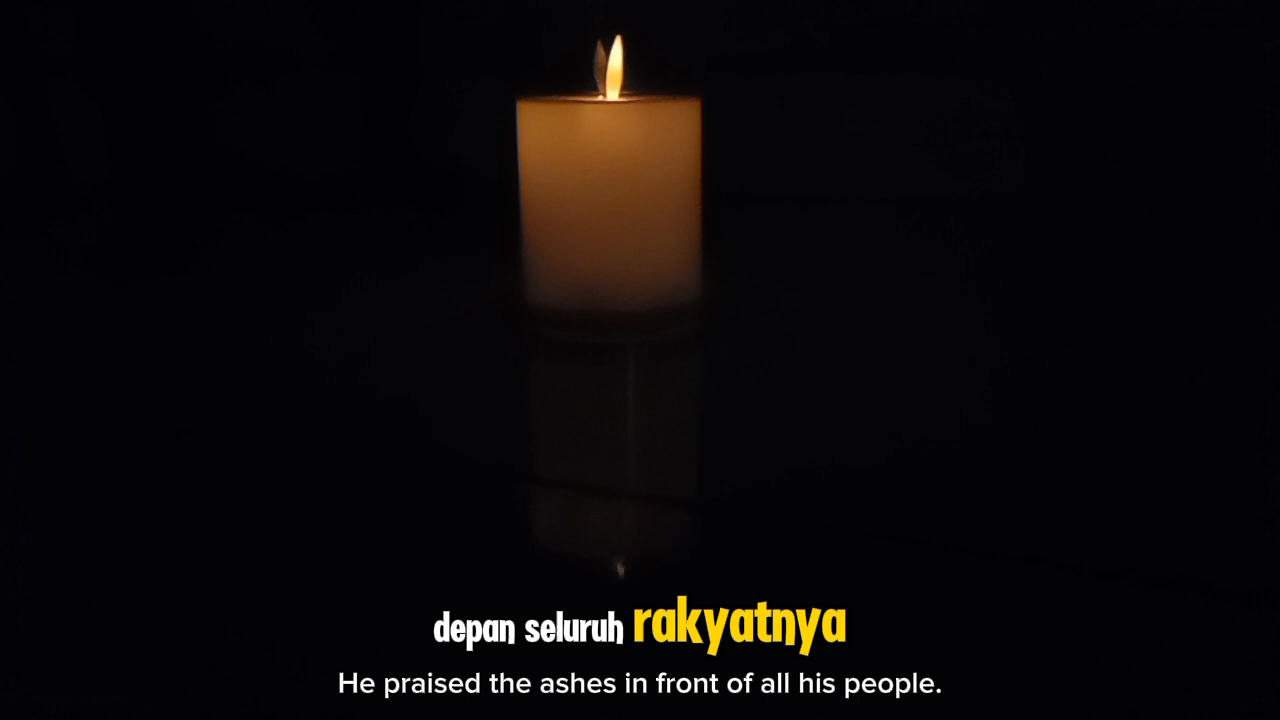 depan seluruh rakyatnya
He praised the ashes in front of all his people.